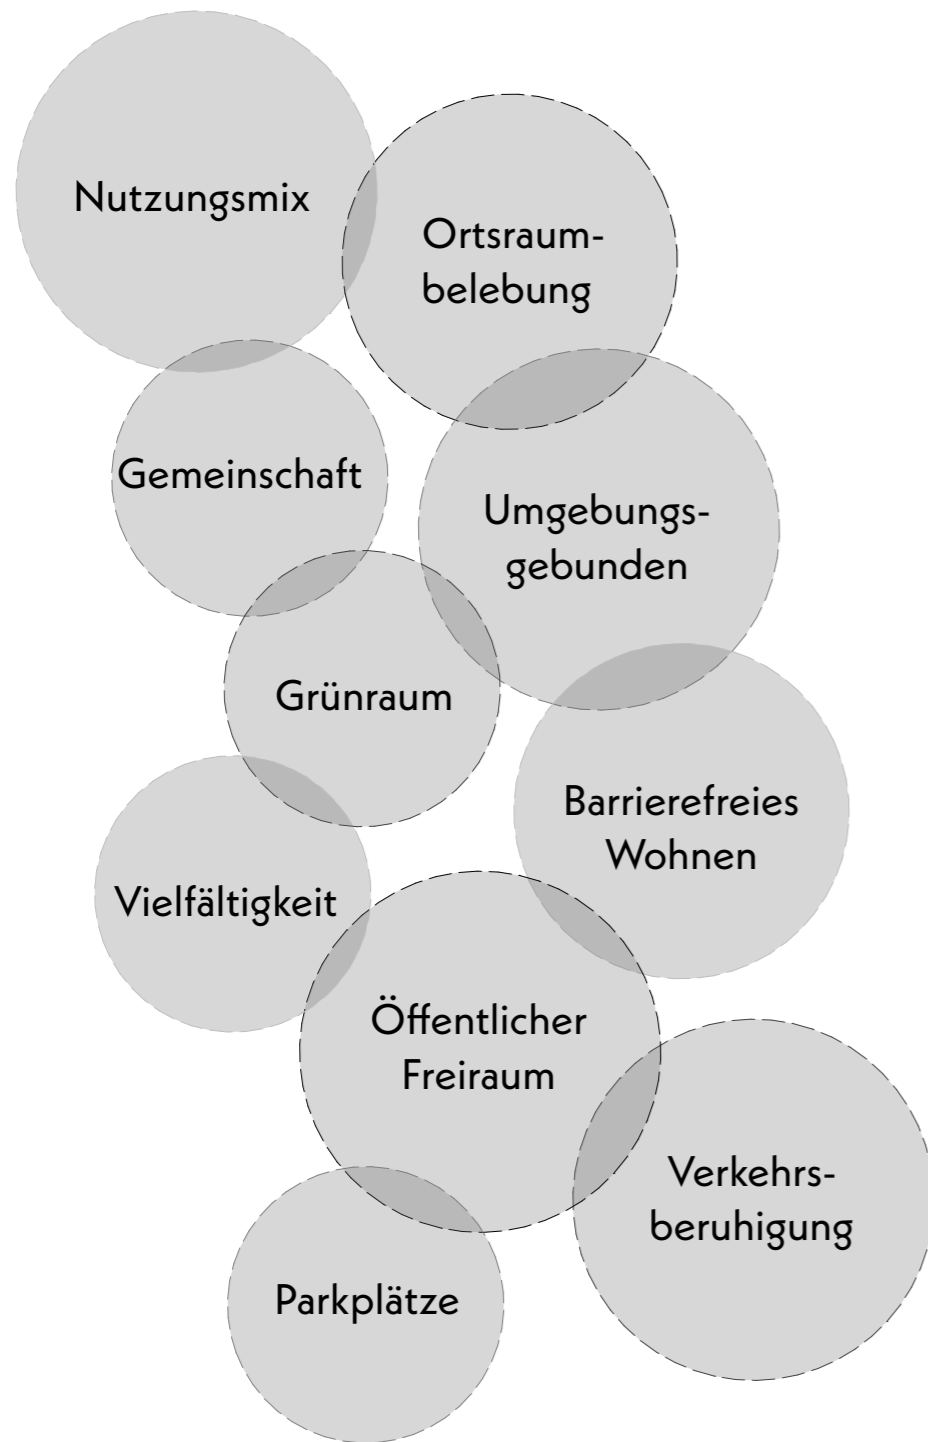 Nutzungsmix
Ortsraum-
belebung
Gemeinschaft
Umgebungs-
gebunden
Grünraum
Barrierefreies
Wohnen
Vielfältigkeit
Öffentlicher
Freiraum
Verkehrs-
beruhigung
Parkplätze